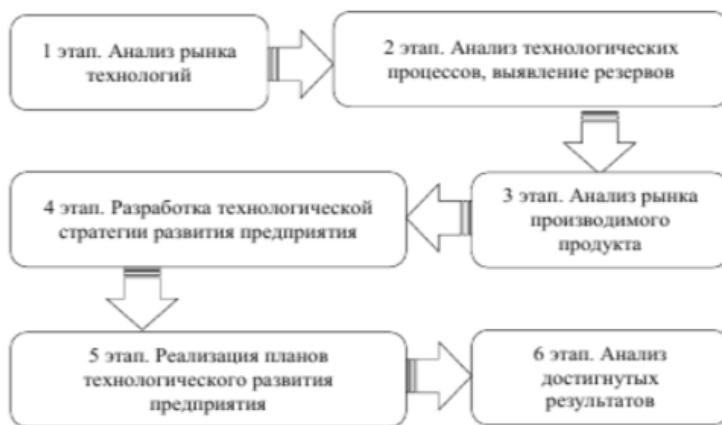 1 этап. Анализ рынка
технологий
2 этап. Анализ технологических
процессов, выявление резервов
3 этап. Анализ рынка
производимого
продукта
4 этап. Разработка технологической
стратегии развития предприятия
5 этап. Реализация планов
технологического развития
предприятия
6 этап. Анализ
достигнутых
результатов